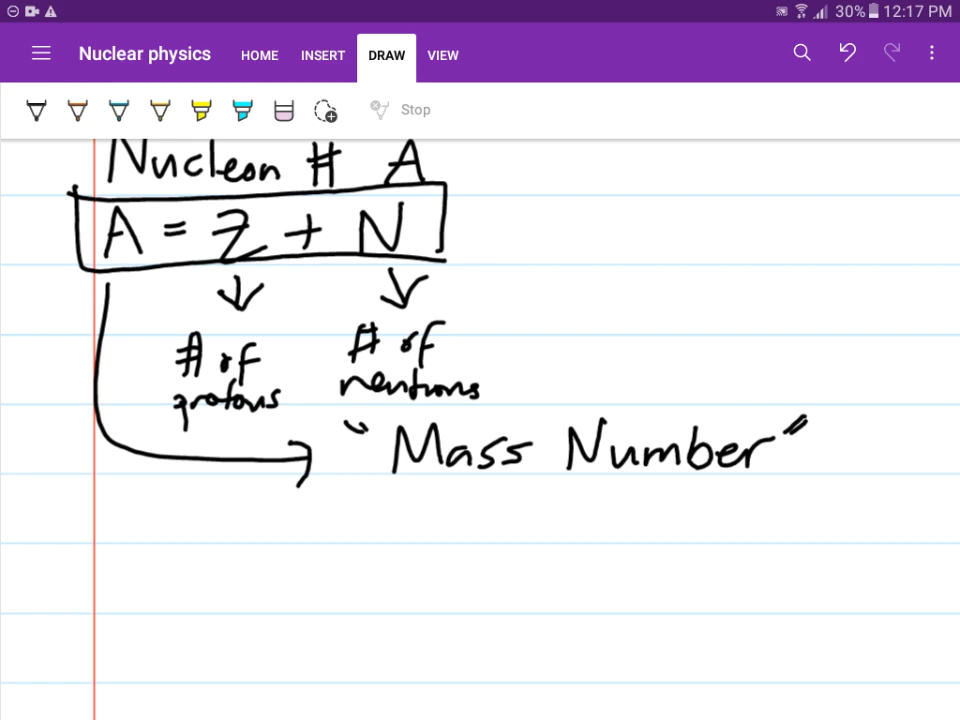 30% 12:17 PM
Nuclear physics HOME INSERT DRAW VIEW
Stop
Nucleon # A
A = Z + N
# of protons
# of neutrons
"Mass Number"